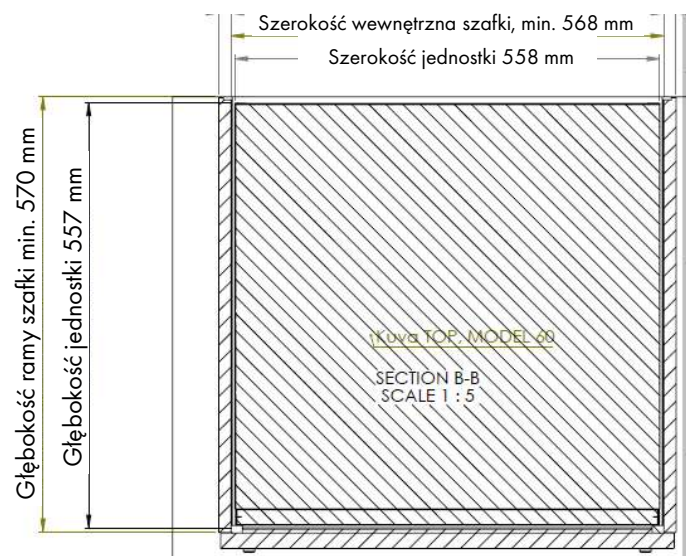 Szerokość wewnętrzna szafki, min. 568 mm
Szerokość jednostki 558 mm
Głębokość ramy szafki min. 570 mm
Głębokość jednostki 557 mm
Kuva TOP, MODEL 60
SECTION B-B
SCALE 1 : 5